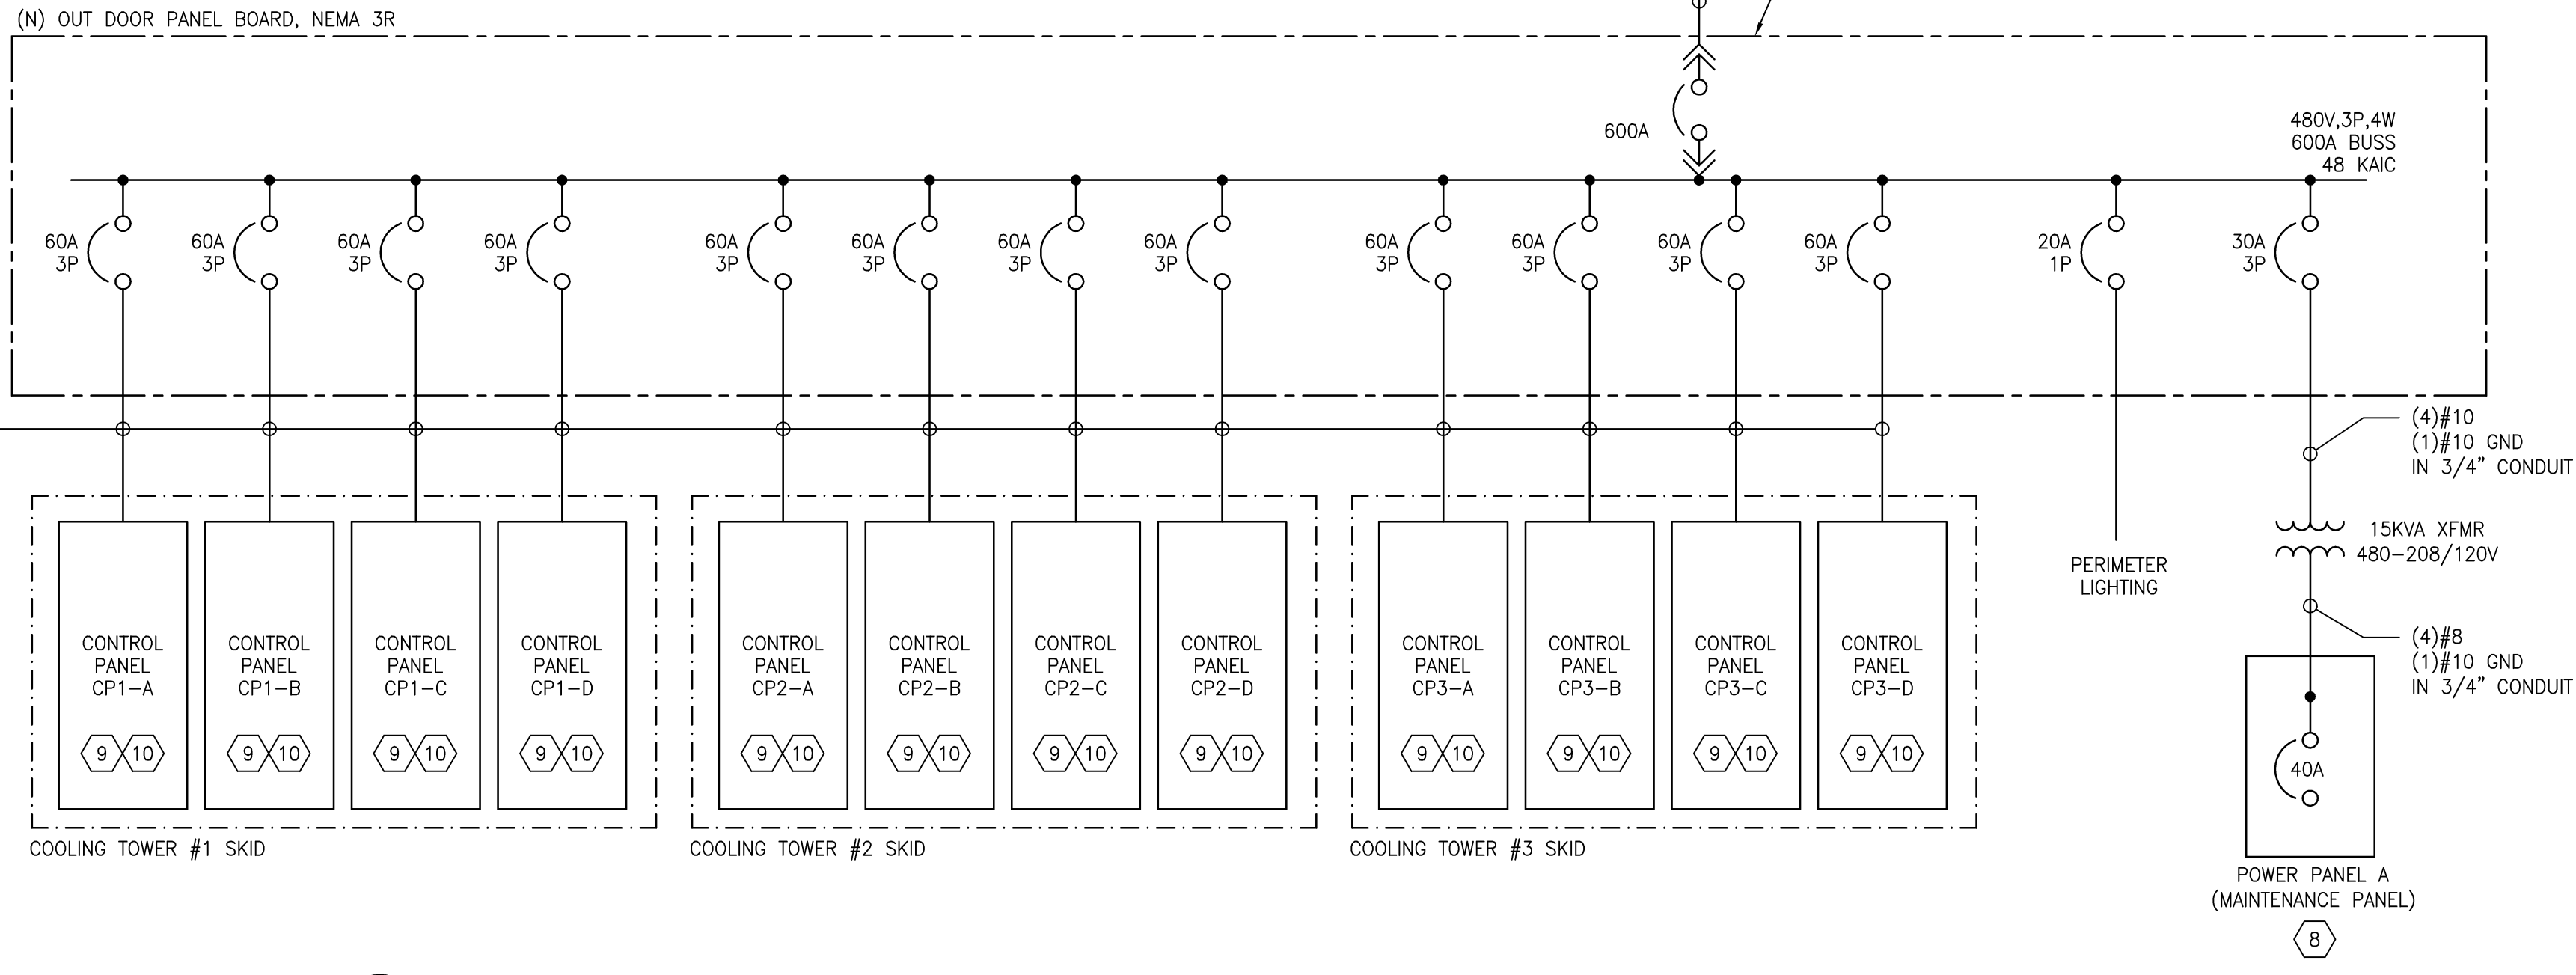 (N) OUT DOOR PANEL BOARD, NEMA 3R
600A
480V,3P,4W
600A BUSS
48 KAIC
60A
3P
60A
3P
60A
3P
60A
3P
60A
3P
60A
3P
60A
3P
60A
3P
60A
3P
60A
3P
60A
3P
60A
3P
20A
1P
30A
3P
(4)#10
(1)#10 GND
IN 3/4" CONDUIT
15KVA XFMR
480-208/120V
PERIMETER
LIGHTING
(4)#8
(1)#10 GND
IN 3/4" CONDUIT
CONTROL
PANEL
CP1-A
9 10
CONTROL
PANEL
CP1-B
9 10
CONTROL
PANEL
CP1-C
9 10
CONTROL
PANEL
CP1-D
9 10
COOLING TOWER #1 SKID
CONTROL
PANEL
CP2-A
9 10
CONTROL
PANEL
CP2-B
9 10
CONTROL
PANEL
CP2-C
9 10
CONTROL
PANEL
CP2-D
9 10
COOLING TOWER #2 SKID
CONTROL
PANEL
CP3-A
9 10
CONTROL
PANEL
CP3-B
9 10
CONTROL
PANEL
CP3-C
9 10
CONTROL
PANEL
CP3-D
9 10
COOLING TOWER #3 SKID
40A
POWER PANEL A
(MAINTENANCE PANEL)
8